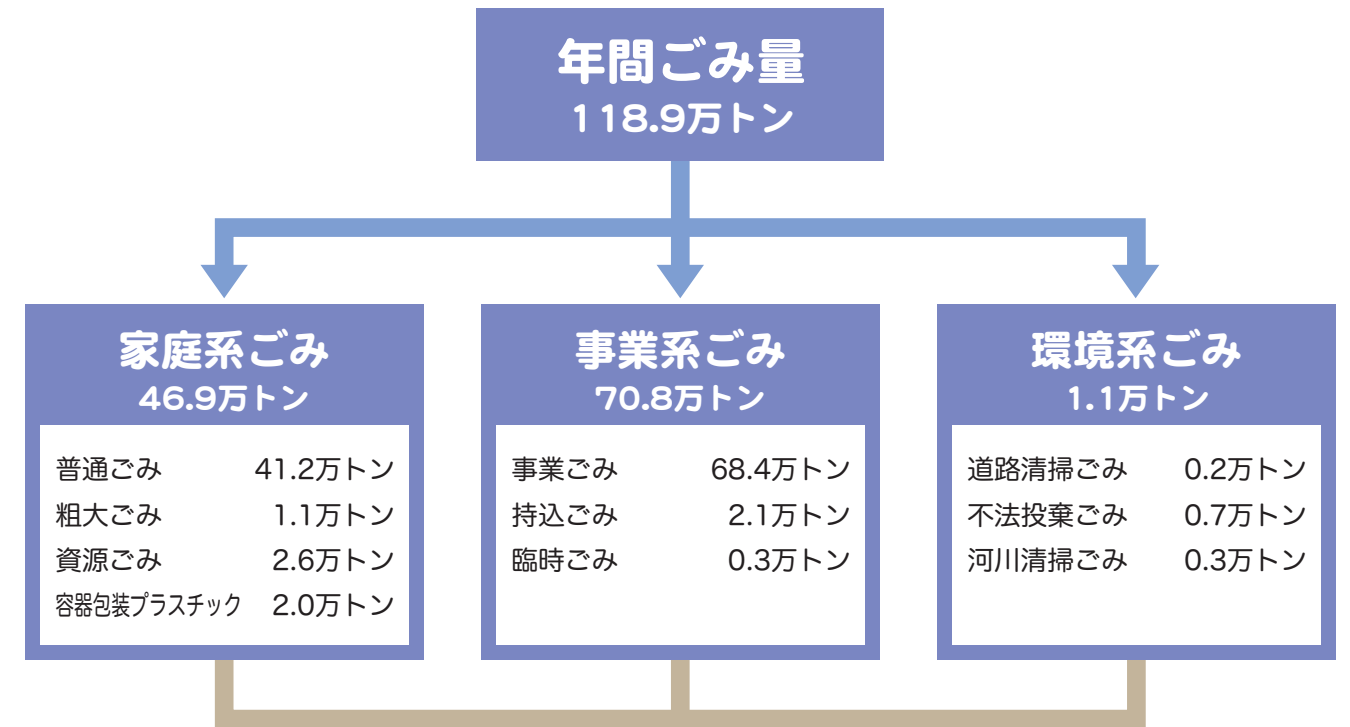 年間ごみ量
118.9万トン
家庭系ごみ
46.9万トン
普通ごみ 41.2万トン
粗大ごみ 1.1万トン
資源ごみ 2.6万トン
容器包装プラスチック 2.0万トン
事業系ごみ
70.8万トン
事業ごみ 68.4万トン
持込ごみ 2.1万トン
臨時ごみ 0.3万トン
環境系ごみ
1.1万トン
道路清掃ごみ 0.2万トン
不法投棄ごみ 0.7万トン
河川清掃ごみ 0.3万トン